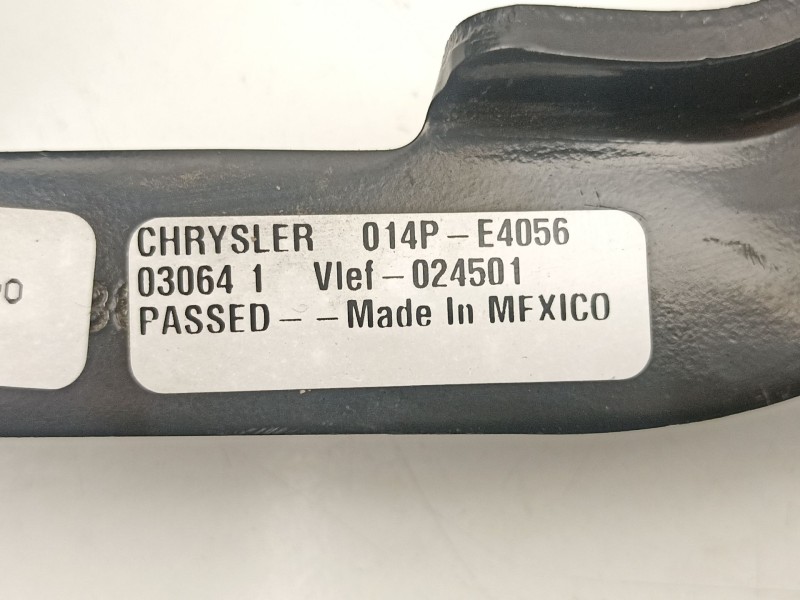 CHRYSLER 014P-E4056
03064 1 Vlef-024501
PASSED--Made In MFXICO